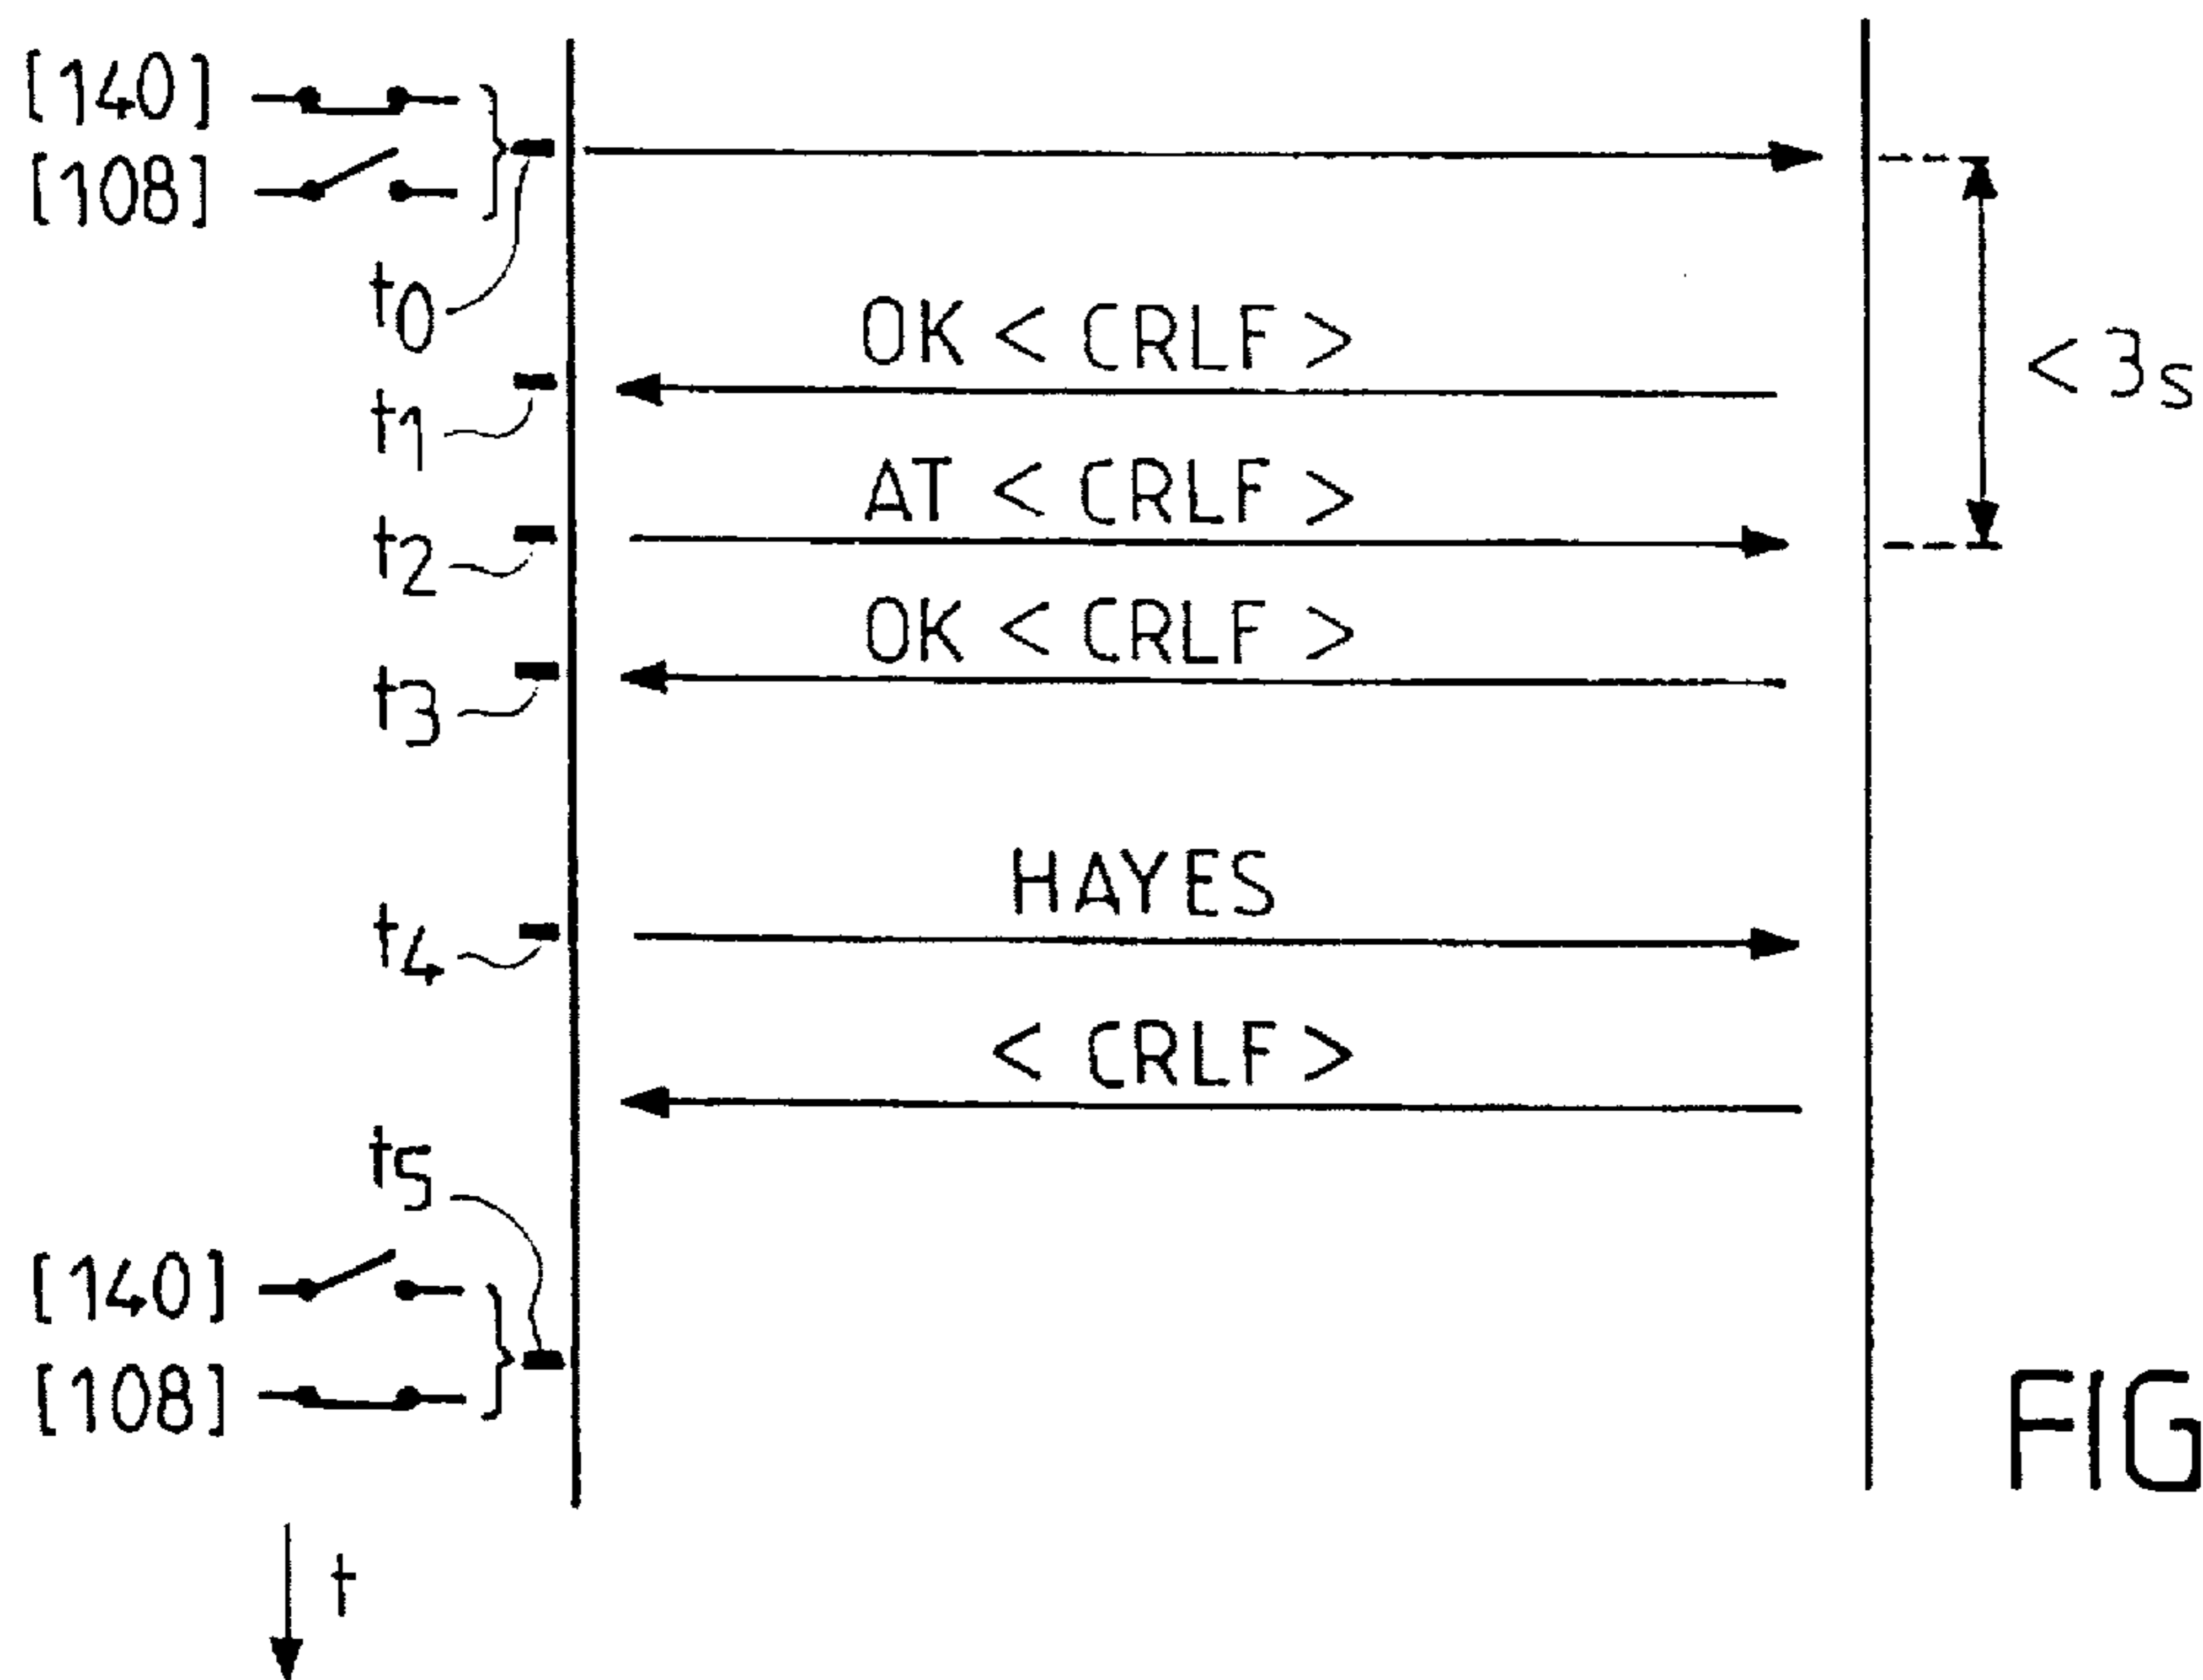 [140]
[108]
t0
OK < CRLF >
t1
< 3s
AT < CRLF >
t2
OK < CRLF >
t3
HAYES
t4
< CRLF >
t5
[140]
[108]
FIG
t